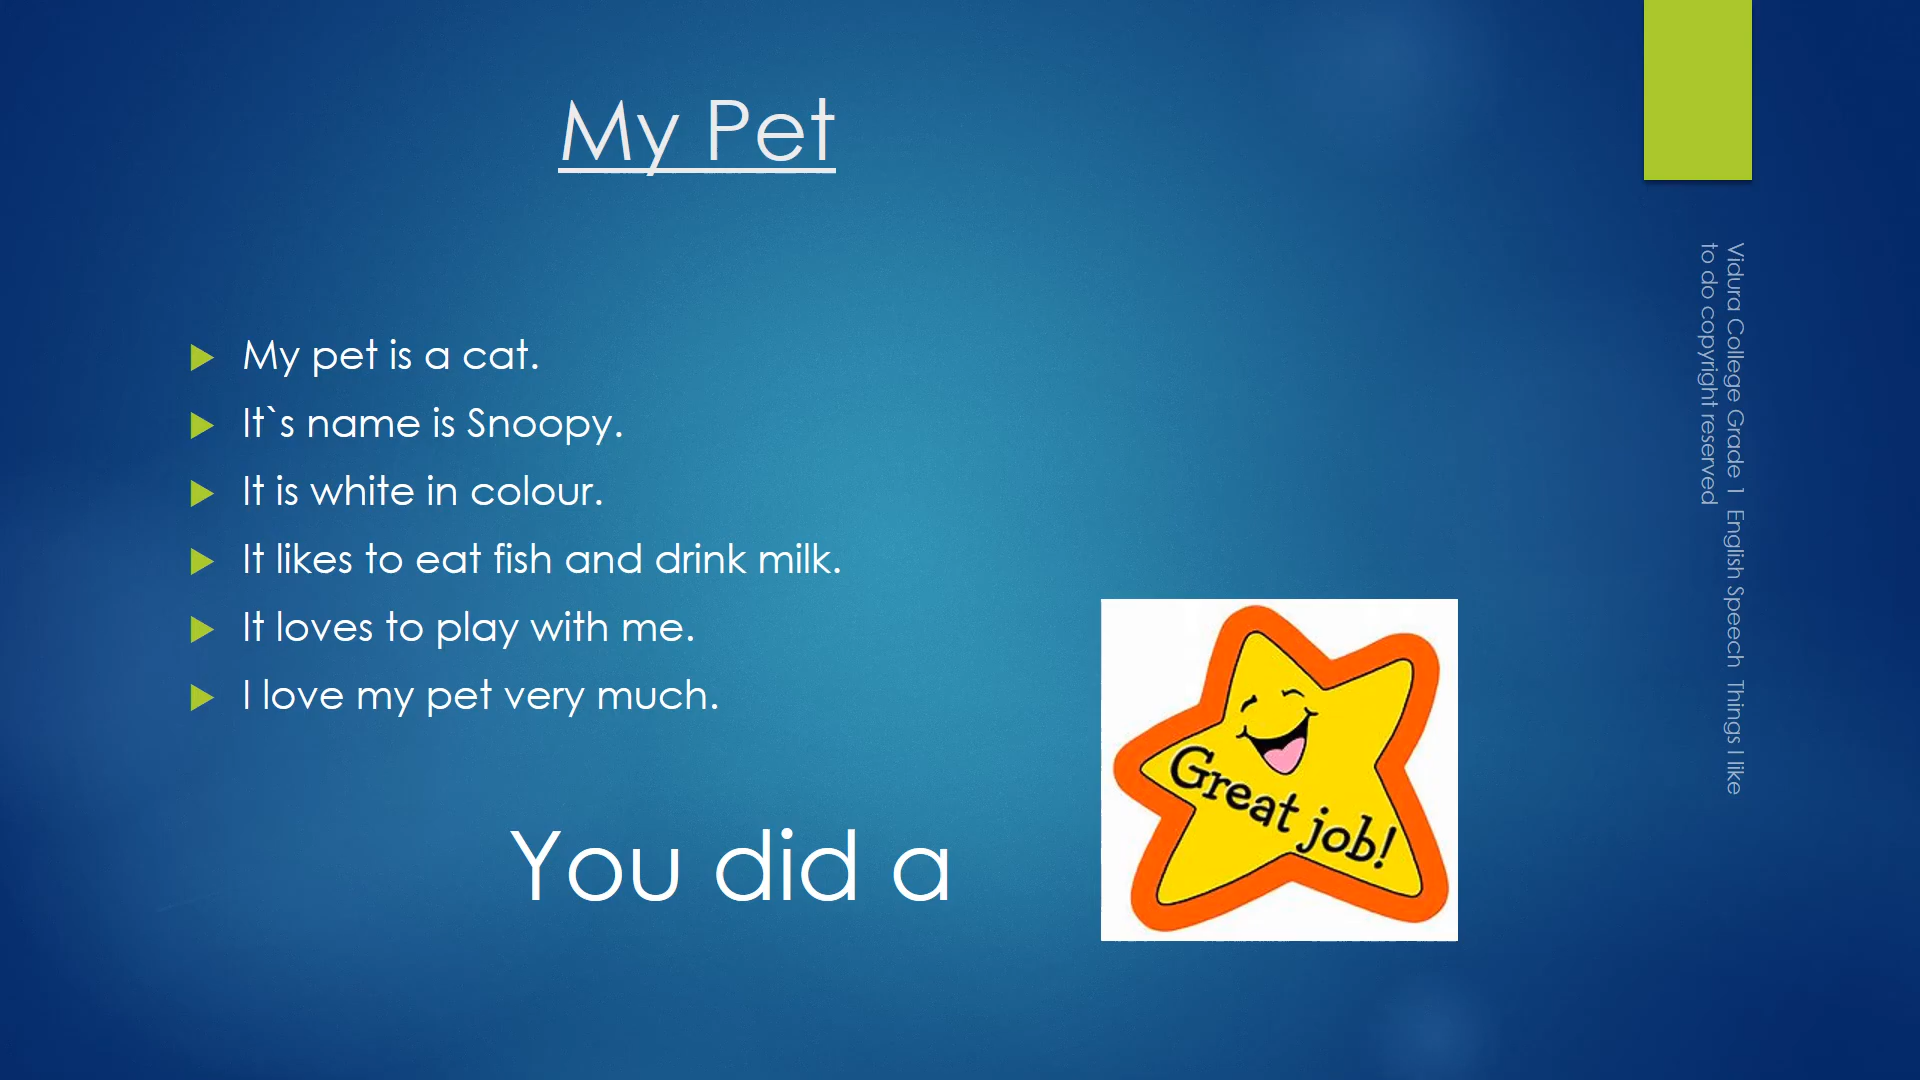 My Pet
My pet is a cat.
It`s name is Snoopy.
It is white in colour.
It likes to eat fish and drink milk.
It loves to play with me.
I love my pet very much.
You did a
Great job!
Vidura College Grade 1 English Speech Things I like
to do copyright reserved